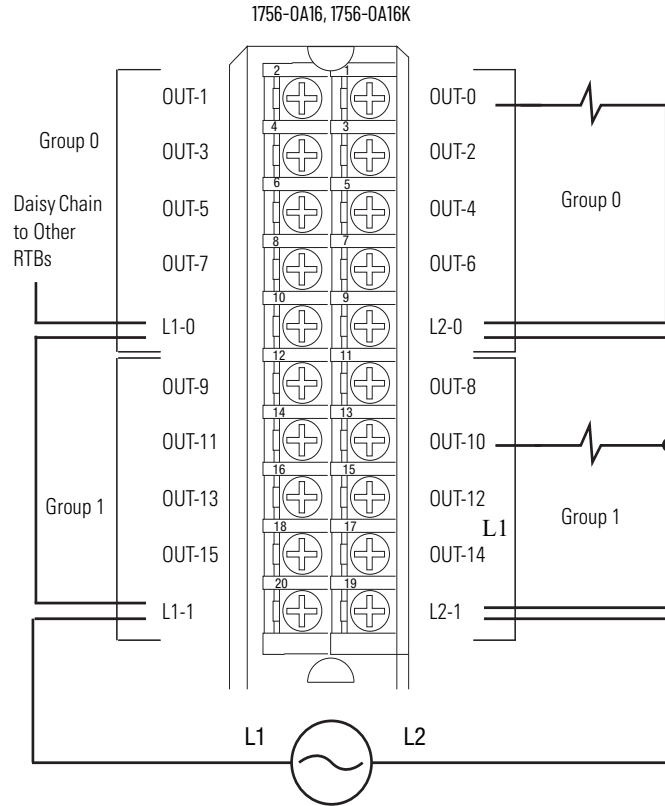 1756-OA16, 1756-OA16K
2 1
OUT-1 OUT-0
4 3
Group 0
OUT-3 OUT-2
6 5
Daisy Chain
to Other
RTBs
OUT-5 OUT-4
Group 0
8 7
OUT-7 OUT-6
10 9
L1-0 L2-0
12 11
OUT-9 OUT-8
14 13
OUT-11 OUT-10
16 15
Group 1
OUT-13 OUT-12
L1
Group 1
18 17
OUT-15 OUT-14
20 19
L1-1 L2-1
L1 L2